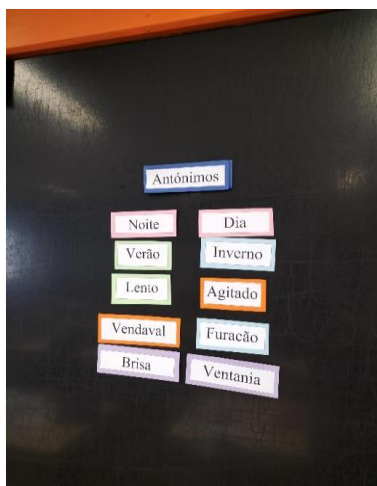 Antónimos
Noite Dia
Verão Inverno
Lento Agitado
Vendaval Furacão
Brisa Ventania